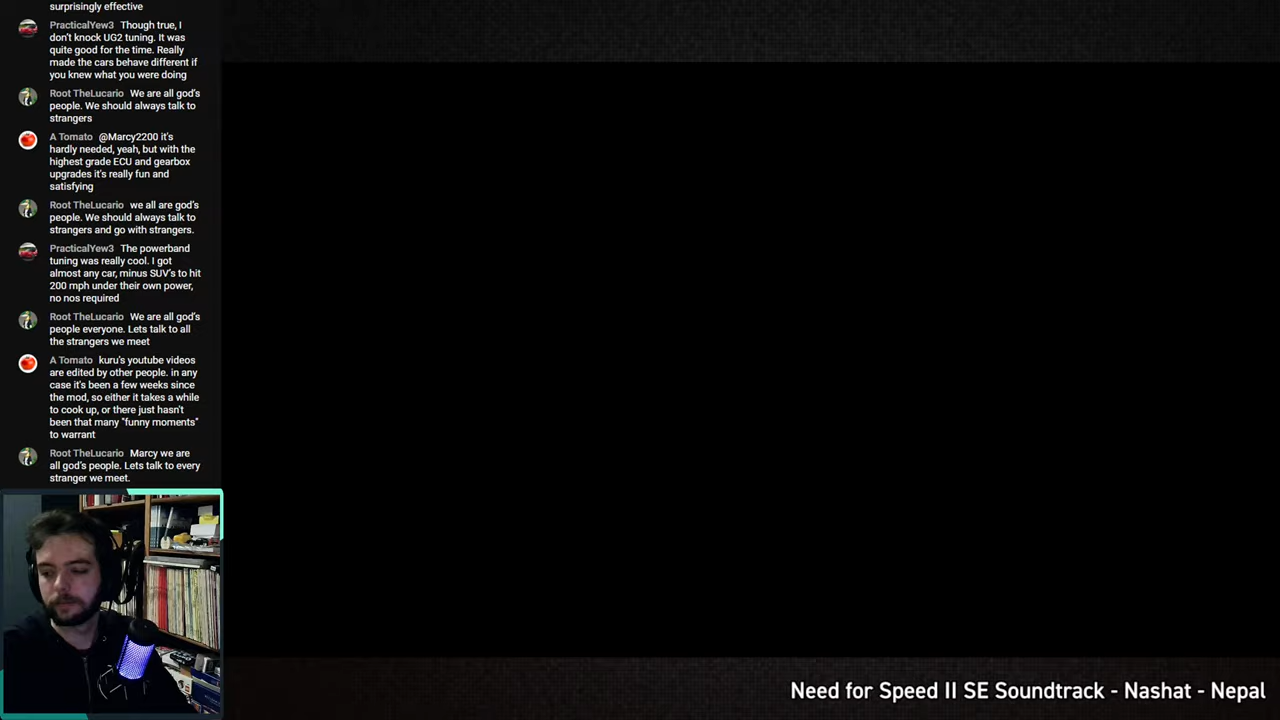 surprisingly effective
PracticalYew3 Though true, I
don't knock UG2 tuning. It was
quite good for the time. Really
made the cars behave different if
you knew what you were doing
Root TheLucario We are all god's
people. We should always talk to
strangers
A Tomato @Marcy2200 it's
hardly needed, yeah, but with the
highest grade ECU and gearbox
upgrades it's really fun and
satisfying
Root TheLucario we all are god's
people. We should always talk to
strangers and go with strangers.
PracticalYew3 The powerband
tuning was really cool. I got
almost any car, minus SUV's to hit
200 mph under their own power,
no nos required
Root TheLucario We are all god's
people everyone. Lets talk to all
the strangers we meet
A Tomato kuru's youtube videos
are edited by other people. in any
case it's been a few weeks since
the mod, so either it takes a while
to cook up, or there just hasn't
been that many "funny moments"
to warrant
Root TheLucario Marcy we are
all god's people. Lets talk to every
stranger we meet.
Need for Speed II SE Soundtrack - Nashat - Nepal